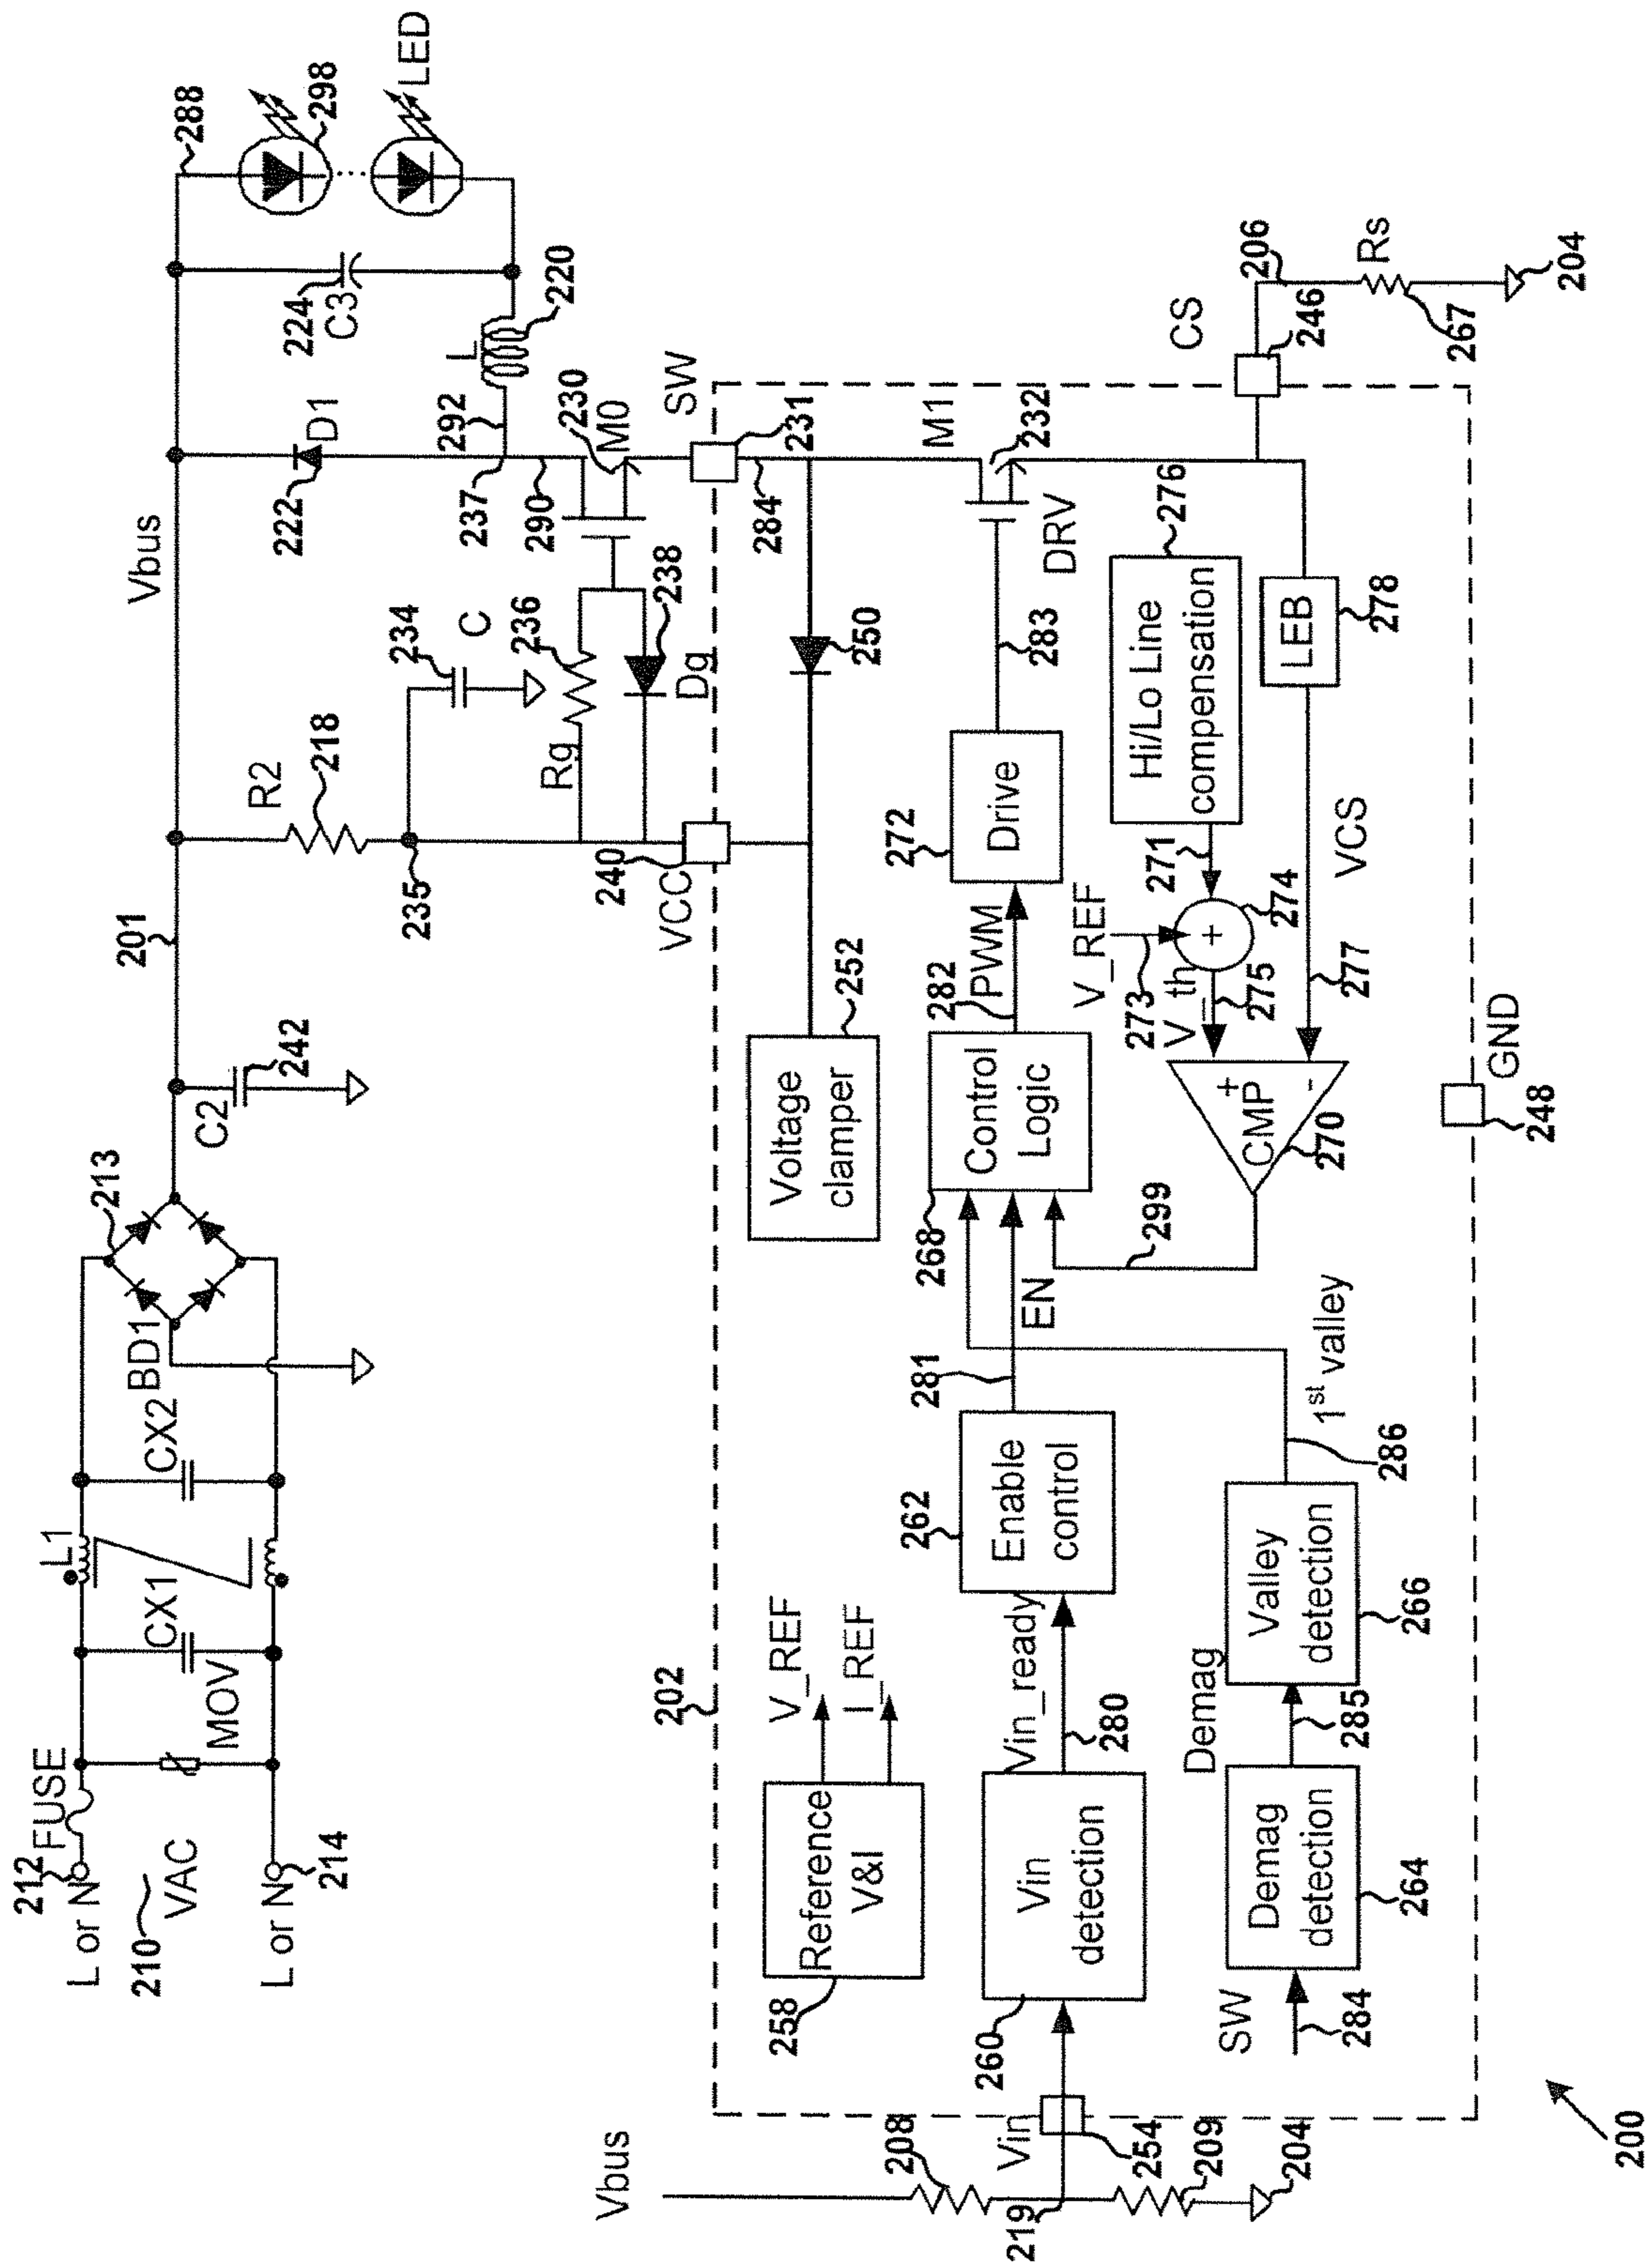 212
L or N
FUSE
210
VAC
L or N
214
MOV
CX1
L1
CX2
BD1
213
C2
242
201
Vbus
R2
218
235
234
C
Rg
236
238
Dg
240
VCC
222
D1
237
292
290
230
M0
SW
231
L
220
224
C3
288
298
LED
202
284
250
252
Voltage
clamper
M1
232
DRV
283
272
Drive
282
PWM
268
Control
Logic
299
EN
281
262
Enable
control
Vin_ready
280
260
Vin
detection
258
Reference
V&I
V_REF
I_REF
Vbus
208
219
Vin
254
209
204
SW
284
Demag
detection
264
Demag
285
Valley
detection
266
286
1st valley
CMP
+
-
270
V_th
275
V_REF
273
+
274
271
276
Hi/Lo Line
compensation
LEB
278
VCS
277
CS
246
206
Rs
267
204
GND
248
200